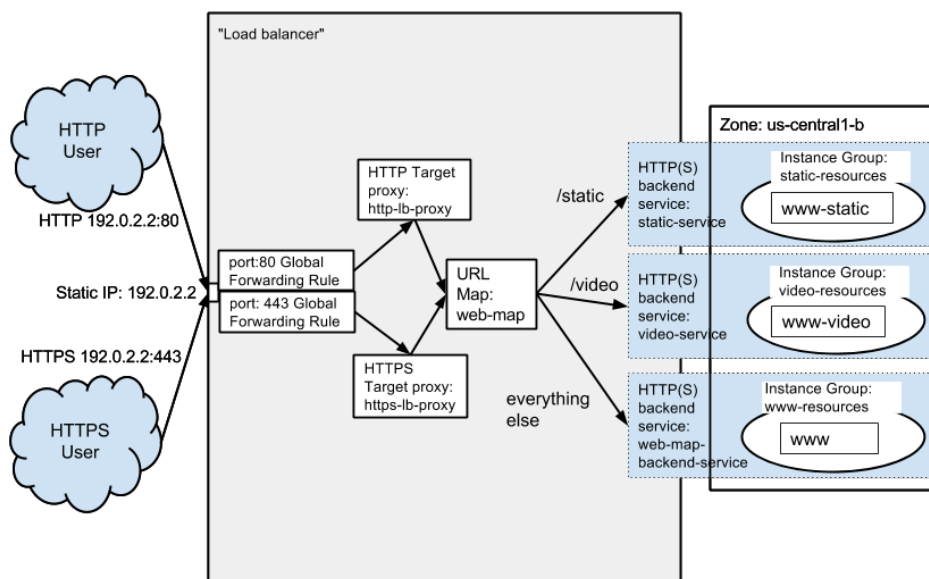 "Load balancer"
HTTP
User
HTTP 192.0.2.2:80
Static IP: 192.0.2.2
HTTPS 192.0.2.2:443
HTTPS
User
port:80 Global
Forwarding Rule
port: 443 Global
Forwarding Rule
HTTP Target
proxy:
http-lb-proxy
HTTPS
Target proxy:
https-lb-proxy
URL
Map:
web-map
/static
/video
everything
else
Zone: us-central1-b
HTTP(S)
backend
service:
static-service
Instance Group:
static-resources
www-static
HTTP(S)
backend
service:
video-service
Instance Group:
video-resources
www-video
HTTP(S)
backend
service:
web-map-
backend-service
Instance Group:
www-resources
www